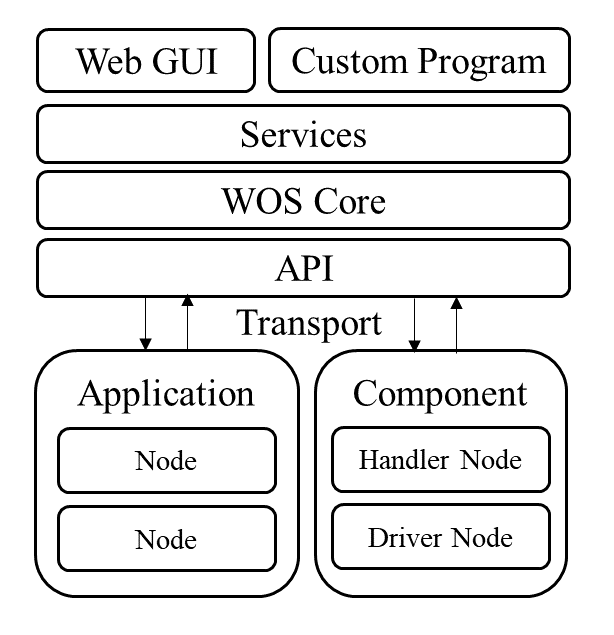 Web GUI
Custom Program
Services
WOS Core
API
Transport
Application
Node
Node
Component
Handler Node
Driver Node